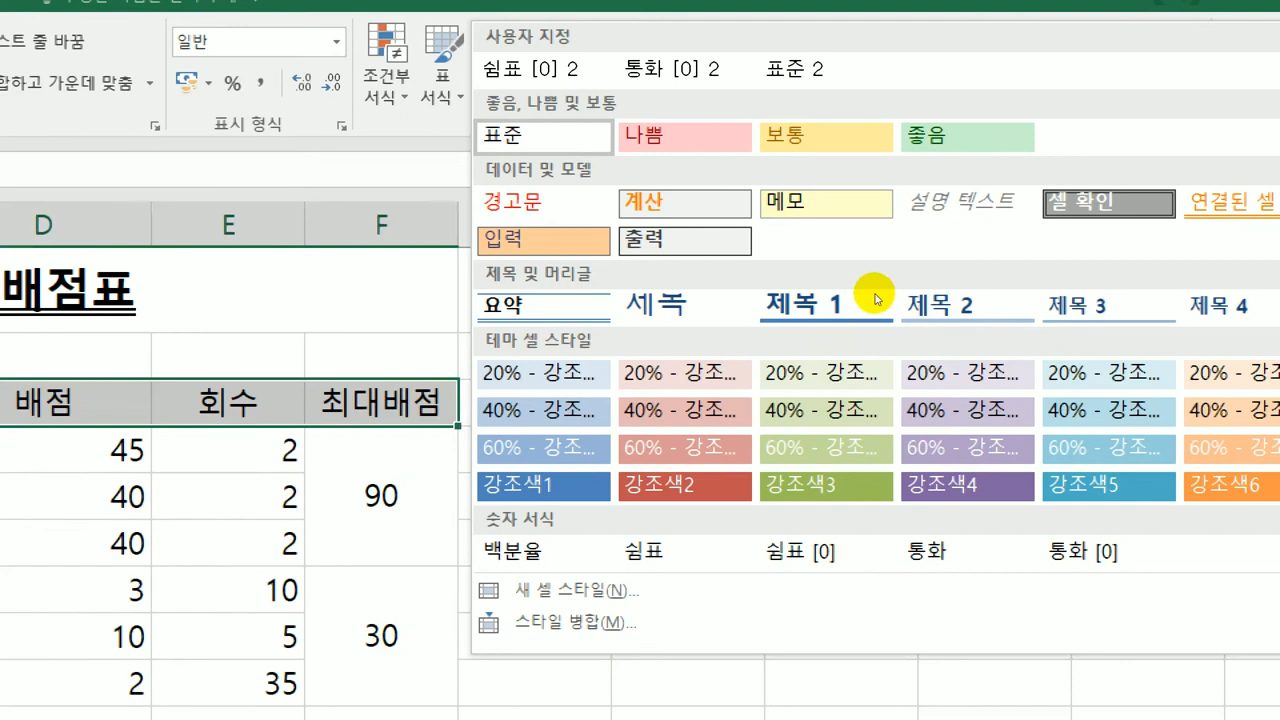 스트 줄 바꿈
일반
합하고 가운데 맞춤
%
조건부
서식
표
서식
표시 형식
사용자 지정
쉼표 [0] 2 통화 [0] 2 표준 2
좋음, 나쁨 및 보통
표준 나쁨 보통 좋음
데이터 및 모델
경고문 계산 메모 설명 텍스트 셀 확인 연결된 셀
입력 출력
제목 및 머리글
요약 제목 제목 1 제목 2 제목 3 제목 4
테마 셀 스타일
20% - 강조... 20% - 강조... 20% - 강조... 20% - 강조... 20% - 강조... 20% - 강조
40% - 강조... 40% - 강조... 40% - 강조... 40% - 강조... 40% - 강조... 40% - 강조
60% - 강조... 60% - 강조... 60% - 강조... 60% - 강조... 60% - 강조... 60% - 강조
강조색1 강조색2 강조색3 강조색4 강조색5 강조색6
숫자 서식
백분율 쉼표 쉼표 [0] 통화 통화 [0]
새 셀 스타일(N)...
스타일 병합(M)...
D E F
배점표
배점 회수 최대배점
45 2
40 2 90
40 2
3 10
10 5 30
2 35